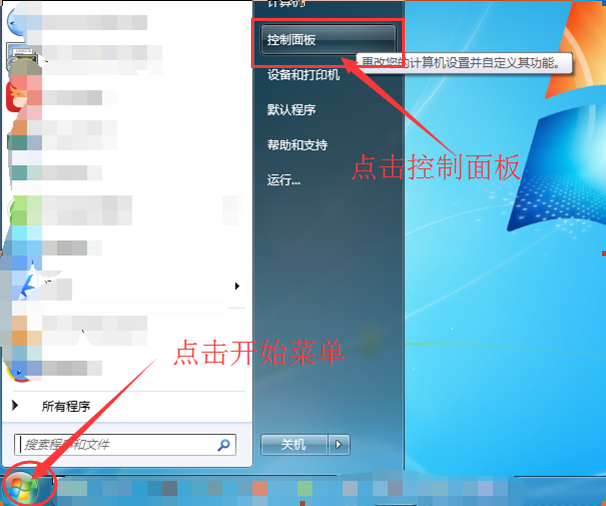 计算机
控制面板
更改您的计算机设置并自定义其功能。
设备和打印机
默认程序
帮助和支持
点击控制面板
运行...
点击开始菜单
所有程序
搜索程序和文件
关机